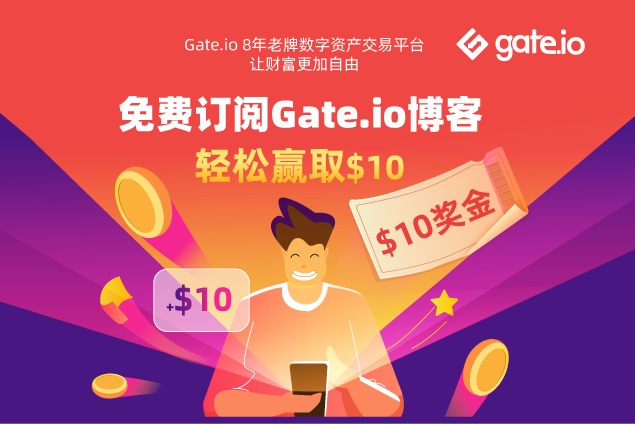 Gate.io 8年老牌数字资产交易平台
让财富更加自由
gate.io
免费订阅Gate.io博客
轻松赢取$10
$10奖金
+$10